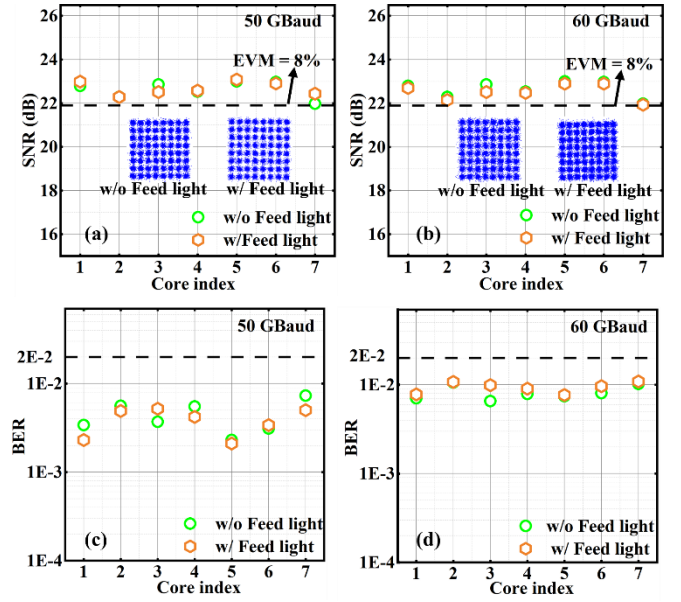 50 GBaud
EVM = 8%
SNR (dB)
26
24
22
20
18
16
w/o Feed light w/ Feed light
w/o Feed light
w/Feed light
(a)
1 2 3 4 5 6 7
Core index
60 GBaud
EVM = 8%
SNR (dB)
26
24
22
20
18
16
w/o Feed light w/ Feed light
w/o Feed light
w/ Feed light
(b)
1 2 3 4 5 6 7
Core index
50 GBaud
2E-2
1E-2
BER
1E-3
1E-4
w/o Feed light
w/ Feed light
(c)
1 2 3 4 5 6 7
Core index
60 GBaud
2E-2
1E-2
BER
1E-3
1E-4
w/o Feed light
w/ Feed light
(d)
1 2 3 4 5 6 7
Core index